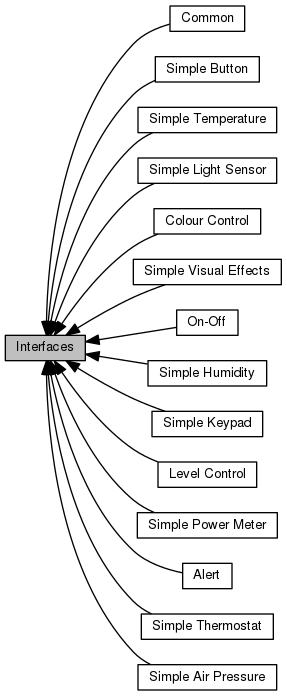 Common
Simple Button
Simple Temperature
Simple Light Sensor
Colour Control
Simple Visual Effects
On-Off
Interfaces
Simple Humidity
Simple Keypad
Level Control
Simple Power Meter
Alert
Simple Thermostat
Simple Air Pressure